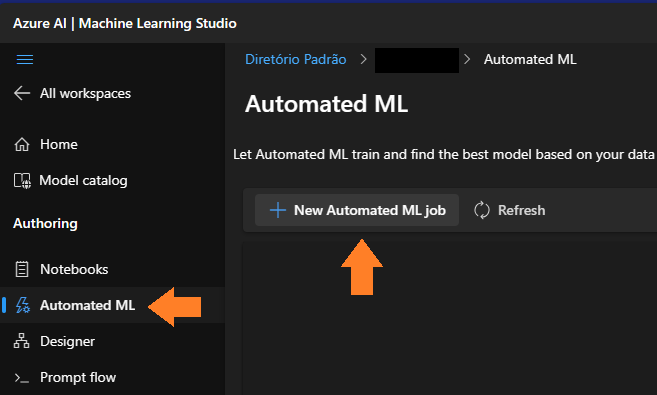 Azure AI | Machine Learning Studio
All workspaces
Home
Model catalog
Authoring
Notebooks
Automated ML
Designer
Prompt flow
Diretório Padrão > > Automated ML
Automated ML
Let Automated ML train and find the best model based on your data
New Automated ML job Refresh